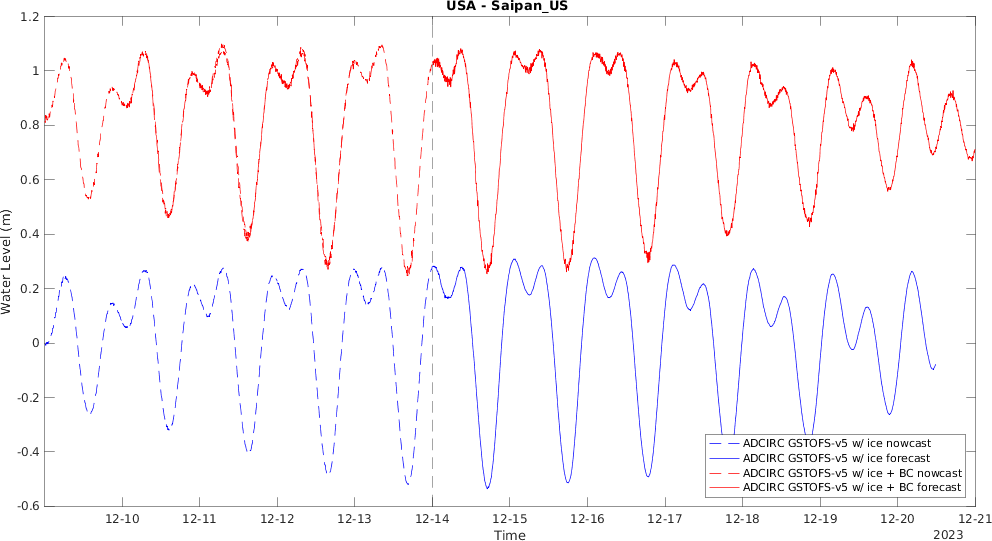 USA - Saipan_US
Water Level (m)
1.2
1
0.8
0.6
0.4
0.2
0
-0.2
-0.4
-0.6
ADCIRC GSTOFS-v5 w/ ice nowcast
ADCIRC GSTOFS-v5 w/ ice forecast
ADCIRC GSTOFS-v5 w/ ice + BC nowcast
ADCIRC GSTOFS-v5 w/ ice + BC forecast
12-10 12-11 12-12 12-13 12-14 12-15 12-16 12-17 12-18 12-19 12-20 12-21
Time
2023